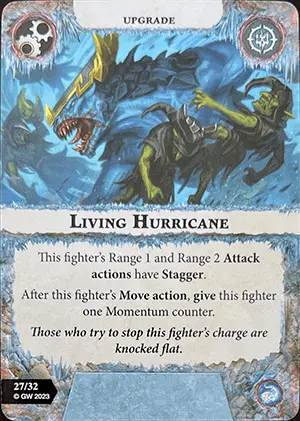 UPGRADE
LIVING HURRICANE
This fighter's Range 1 and Range 2 Attack
actions have Stagger.
After this fighter's Move action, give this fighter
one Momentum counter.
Those who try to stop this fighter's charge are
knocked flat.
27/32
© GW 2023